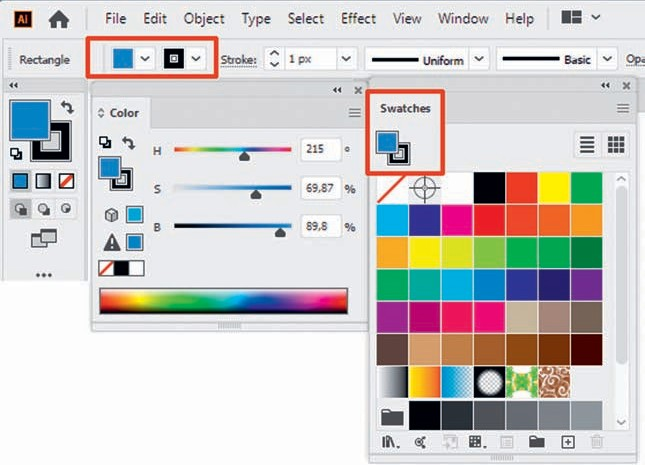 Ai File Edit Object Type Select Effect View Window Help
Rectangle Stroke: 1 px Uniform Basic Opa
Color
Swatches
H 215 °
S 69,87 %
B 89,8 %